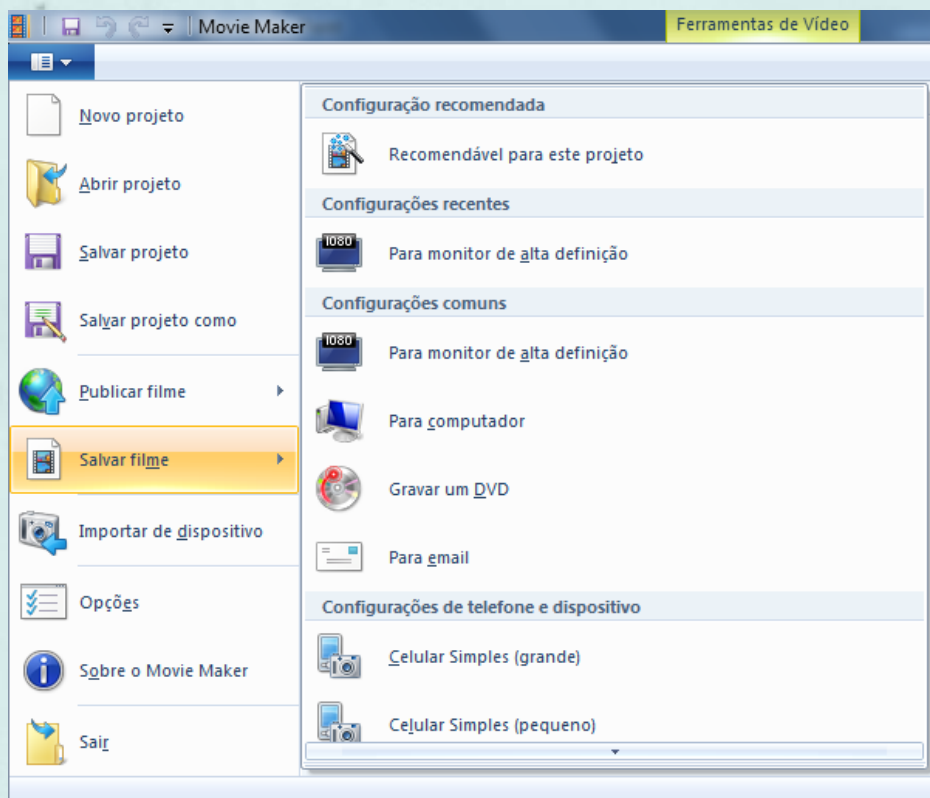 Movie Maker
Ferramentas de Vídeo
Novo projeto
Abrir projeto
Salvar projeto
Salvar projeto como
Publicar filme
Salvar filme
Importar de dispositivo
Opções
Sobre o Movie Maker
Sair
Configuração recomendada
Recomendável para este projeto
Configurações recentes
1080
Para monitor de alta definição
Configurações comuns
1080
Para monitor de alta definição
Para computador
Gravar um DVD
Para email
Configurações de telefone e dispositivo
Celular Simples (grande)
Celular Simples (pequeno)